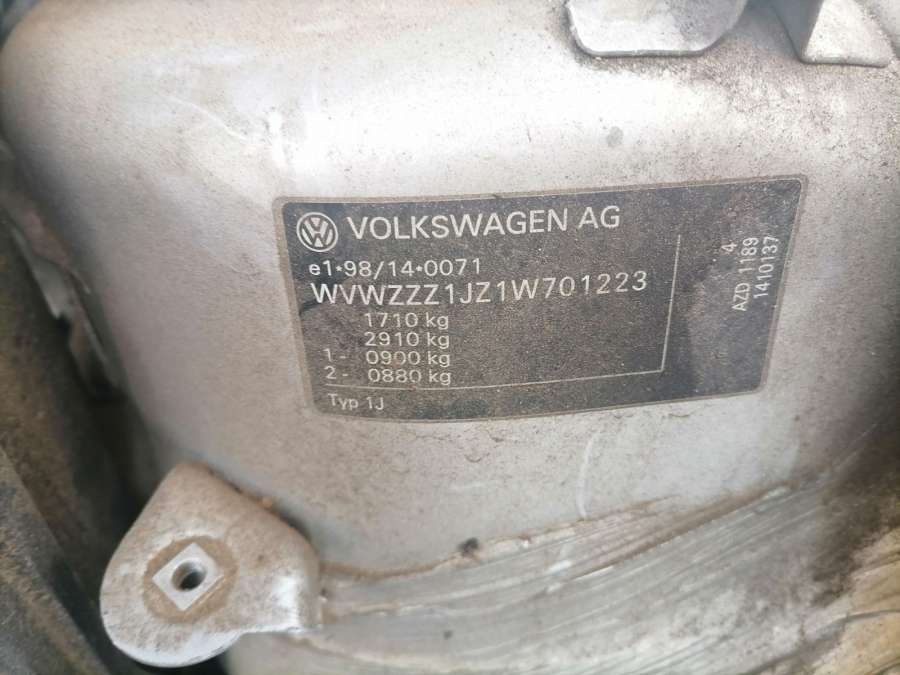 VOLKSWAGEN AG
e1*98/14*0071
WVWZZZ1JZ1W701223
1710 kg
2910 kg
1- 0900 kg
2- 0880 kg
Typ 1J
4
AZD 1189
1410137